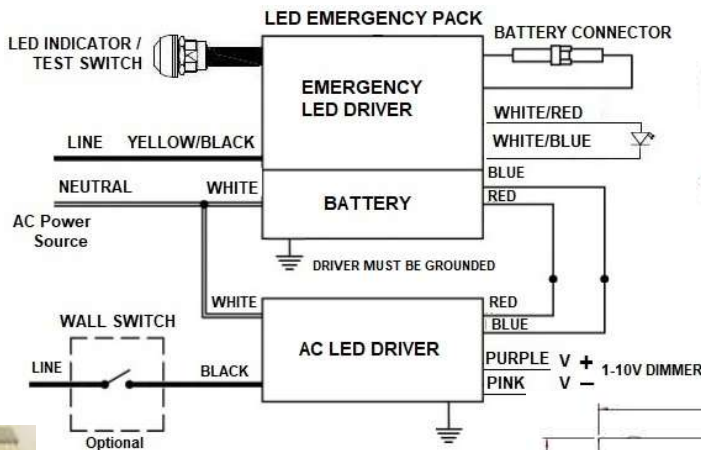 LED EMERGENCY PACK
LED INDICATOR /
TEST SWITCH
BATTERY CONNECTOR
EMERGENCY
LED DRIVER
WHITE/RED
WHITE/BLUE
LINE YELLOW/BLACK
NEUTRAL WHITE
BLUE
RED
BATTERY
AC Power
Source
DRIVER MUST BE GROUNDED
WHITE
RED
BLUE
WALL SWITCH
AC LED DRIVER
LINE
BLACK
PURPLE V +
PINK V −
1-10V DIMMER
Optional